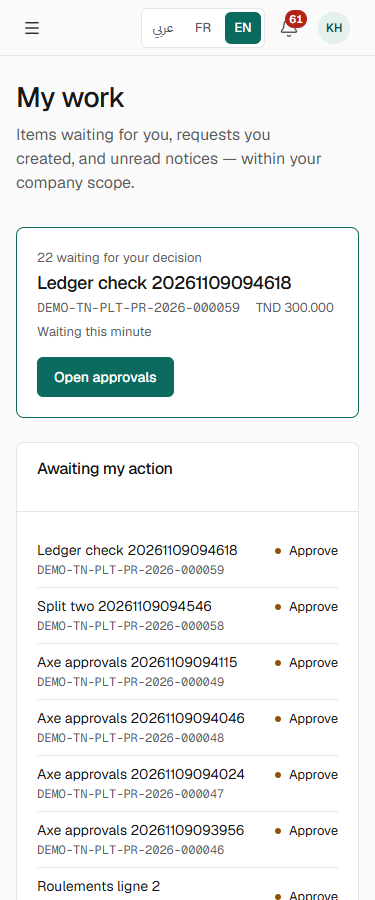 عربي FR EN 61 KH
My work
Items waiting for you, requests you
created, and unread notices — within your
company scope.
22 waiting for your decision
Ledger check 20261109094618
DEMO-TN-PLT-PR-2026-000059 TND 300.000
Waiting this minute
Open approvals
Awaiting my action
Ledger check 20261109094618 Approve
DEMO-TN-PLT-PR-2026-000059
Split two 20261109094546 Approve
DEMO-TN-PLT-PR-2026-000058
Axe approvals 20261109094115 Approve
DEMO-TN-PLT-PR-2026-000049
Axe approvals 20261109094046 Approve
DEMO-TN-PLT-PR-2026-000048
Axe approvals 20261109094024 Approve
DEMO-TN-PLT-PR-2026-000047
Axe approvals 20261109093956 Approve
DEMO-TN-PLT-PR-2026-000046
Roulements ligne 2
Approve